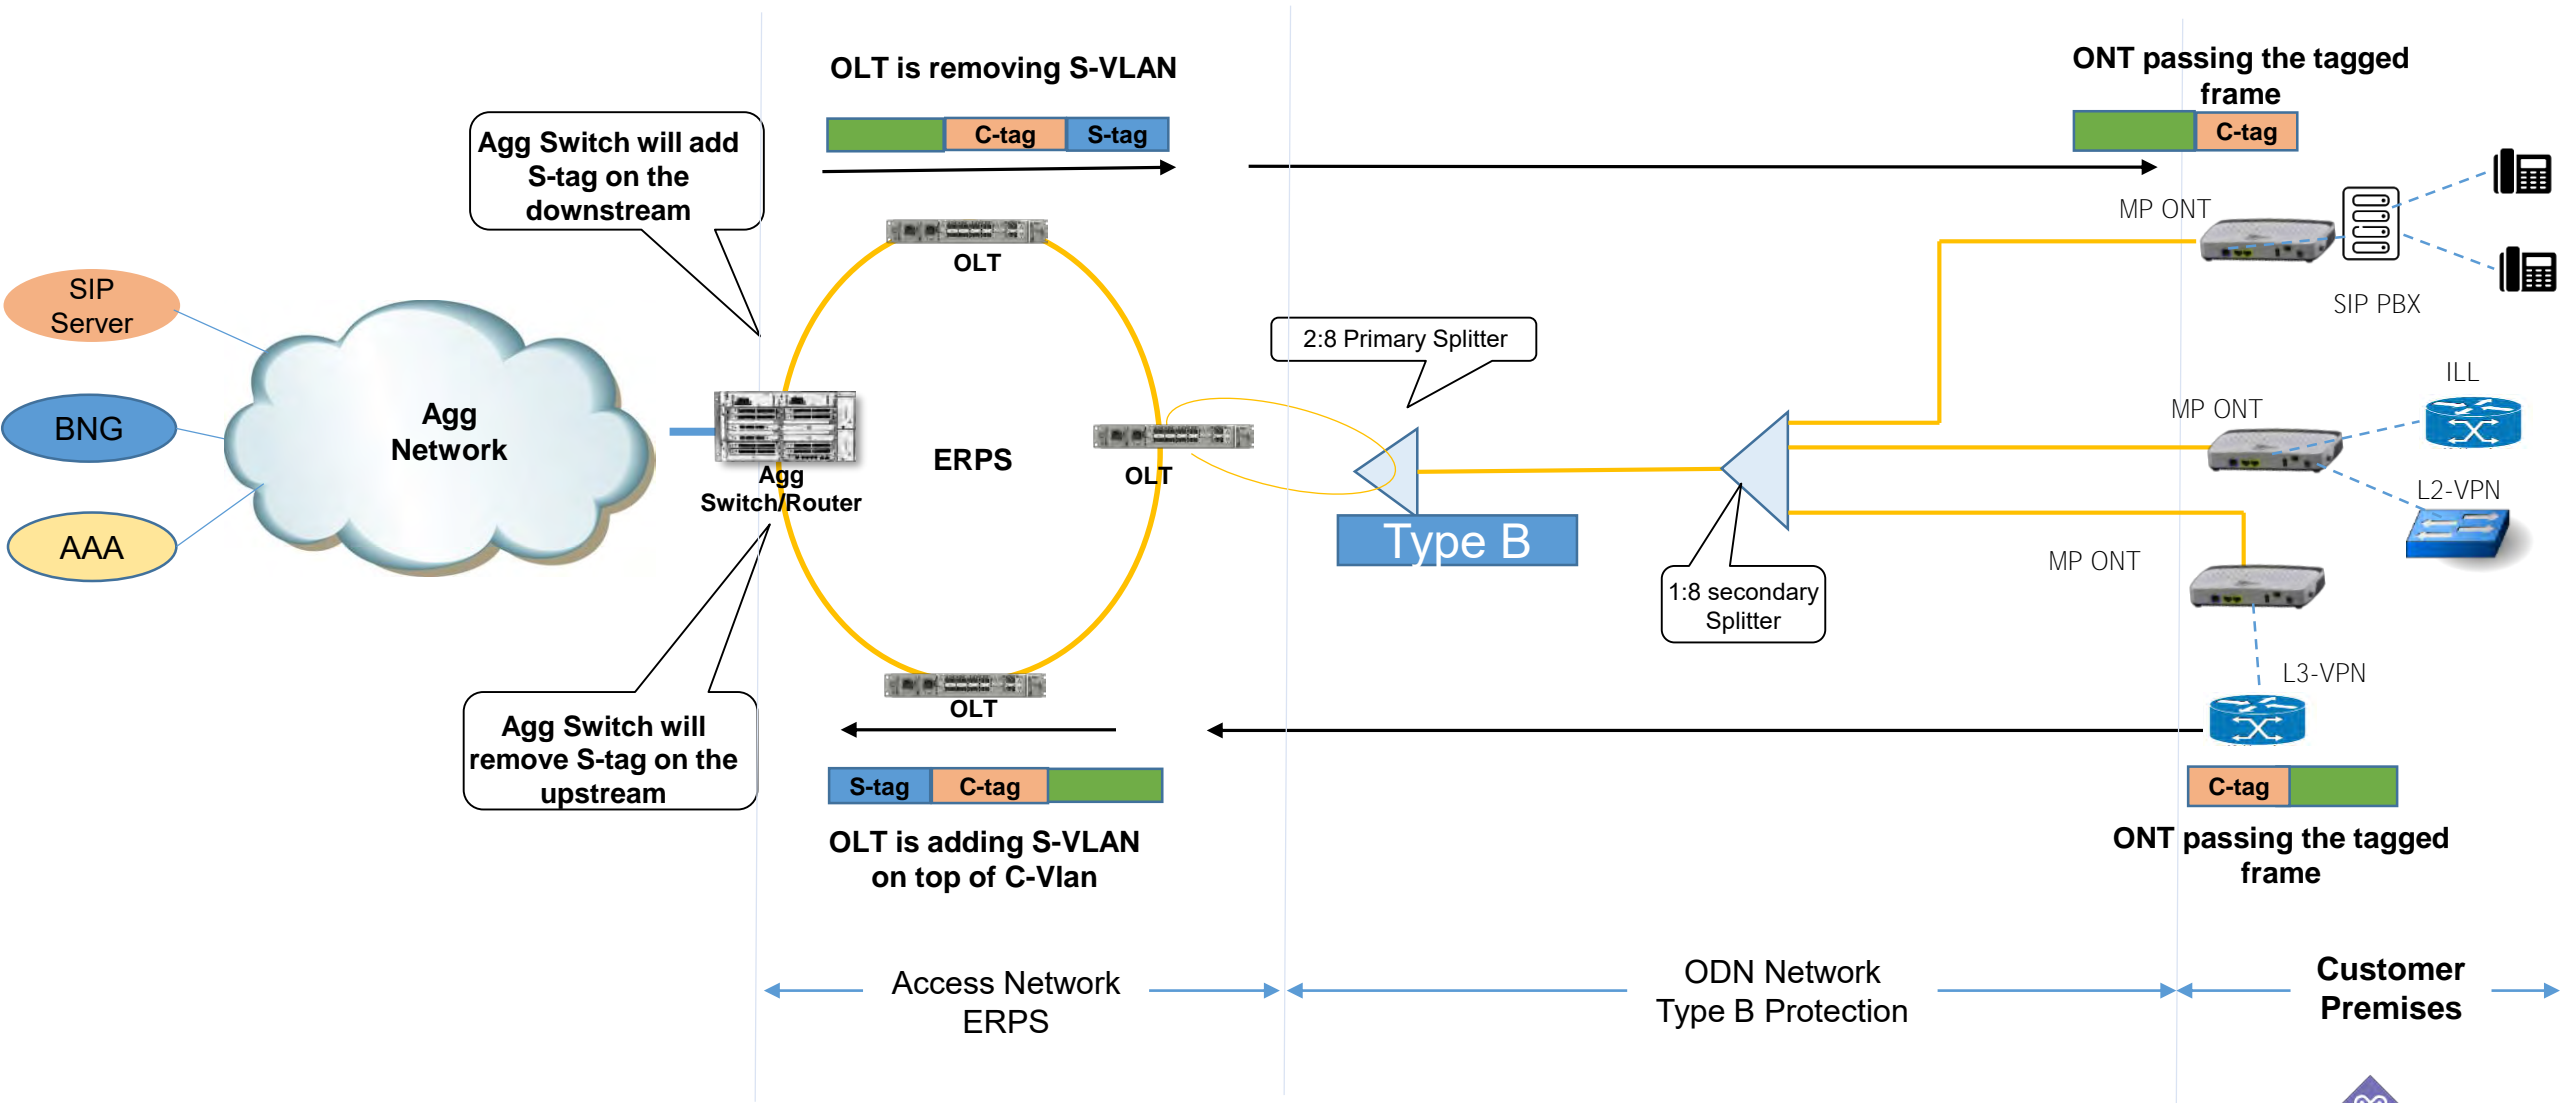 OLT is removing S-VLAN
ONT passing the tagged
frame
C-tag
S-tag
C-tag
Agg Switch will add
S-tag on the
downstream
MP ONT
OLT
SIP
Server
SIP PBX
2:8 Primary Splitter
ILL
MP ONT
Agg
Network
BNG
ERPS
Agg
Switch/Router
OLT
L2-VPN
Type B
AAA
MP ONT
1:8 secondary
Splitter
L3-VPN
OLT
Agg Switch will
remove S-tag on the
upstream
S-tag
C-tag
C-tag
OLT is adding S-VLAN
on top of C-Vlan
ONT passing the tagged
frame
Access Network
ERPS
ODN Network
Type B Protection
Customer
Premises